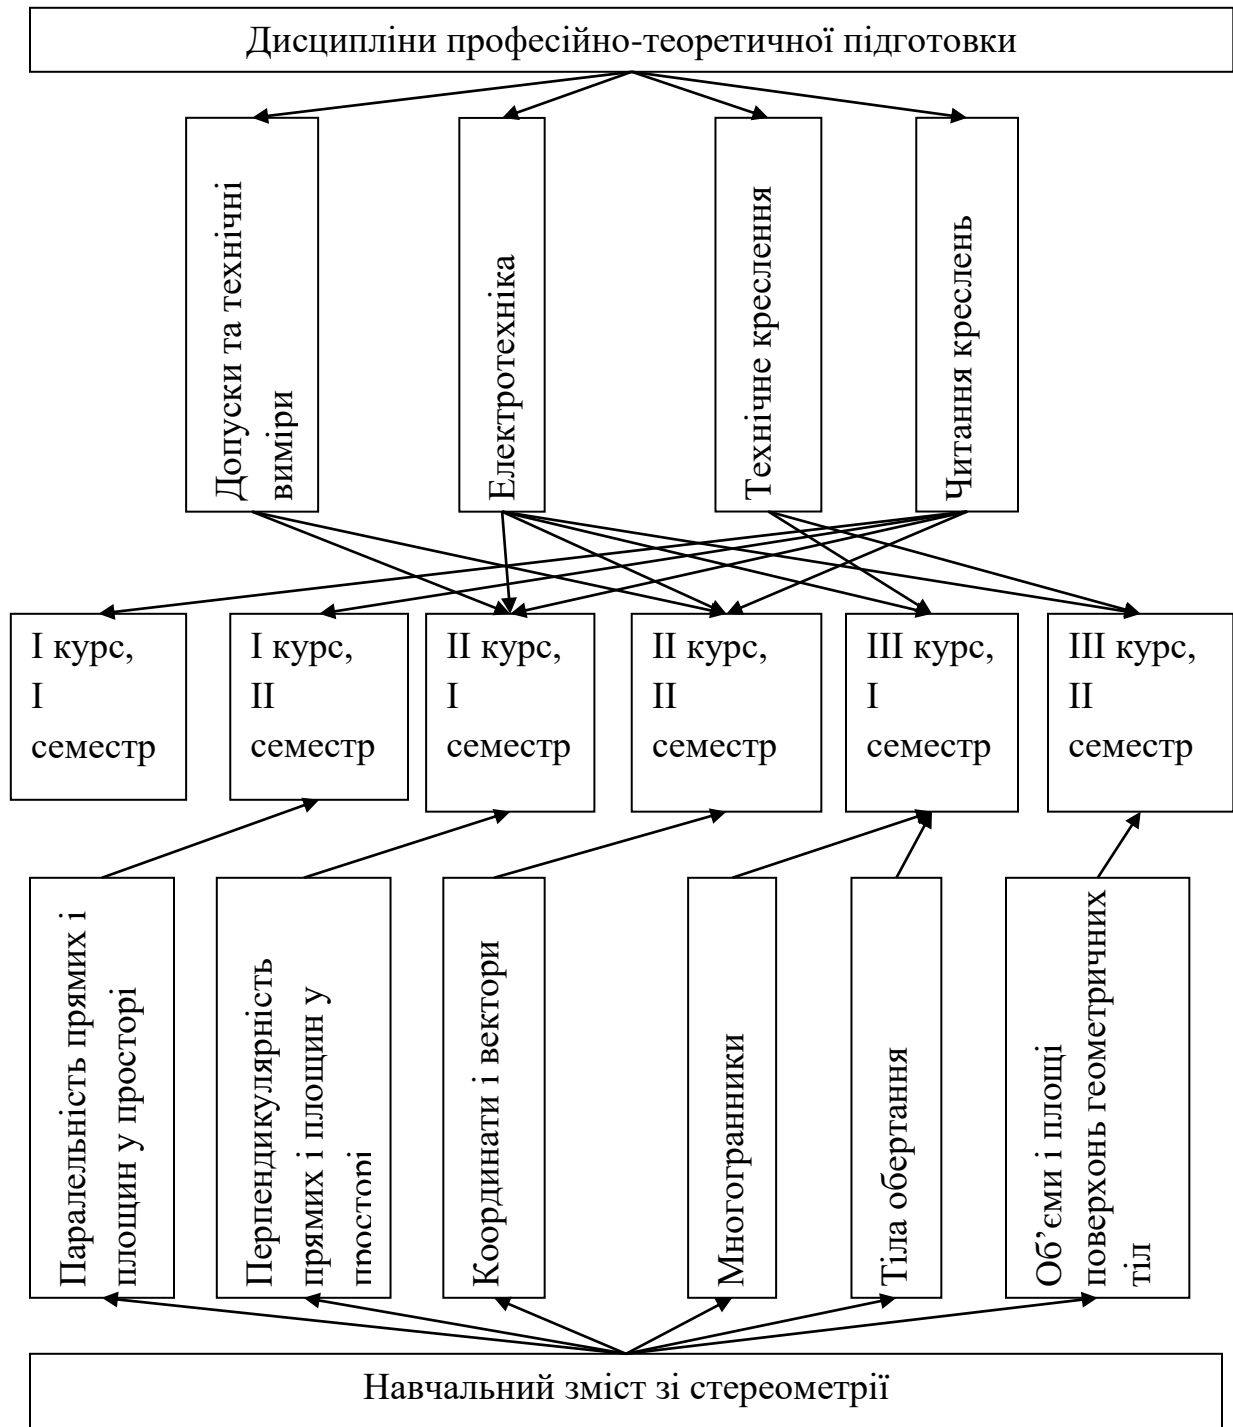 Дисципліни професійно-теоретичної підготовки
Допуски та технічні
виміри
Електротехніка
Технічне креслення
Читання креслень
І курс,
І
семестр
І курс,
ІІ
семестр
ІІ курс,
І
семестр
ІІ курс,
ІІ
семестр
ІІІ курс,
І
семестр
ІІІ курс,
ІІ
семестр
Паралельність прямих і
площин у просторі
Перпендикулярність
прямих і площин у
просторі
Координати і вектори
Многогранники
Тіла обертання
Об’єми і площі
поверхонь геометричних
тіл
Навчальний зміст зі стереометрії